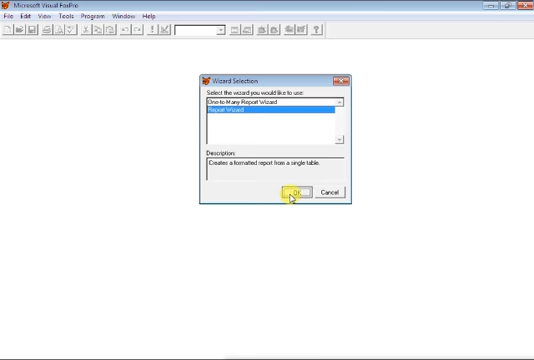 Microsoft Visual FoxPro
File Edit View Tools Program Window Help
Wizard Selection
Select the wizard you would like to use:
One-to-Many Report Wizard
Report Wizard
Description:
Creates a formatted report from a single table.
OK Cancel